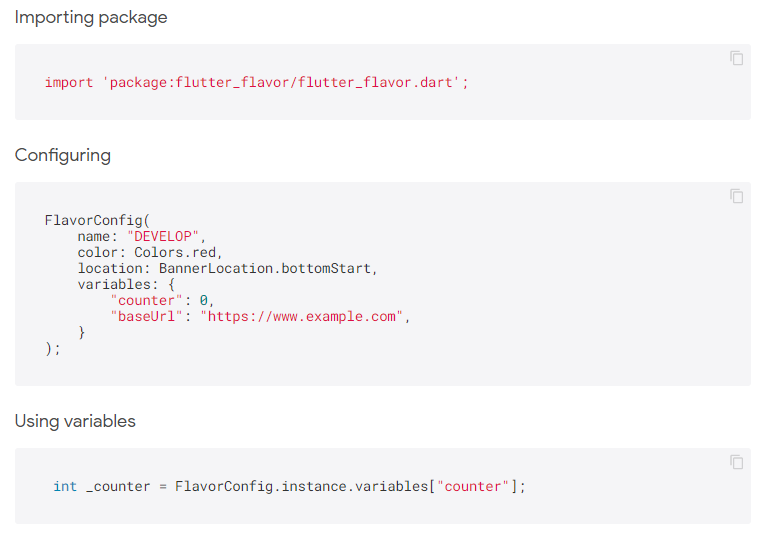 Importing package
import 'package:flutter_flavor/flutter_flavor.dart';
Configuring
FlavorConfig(
    name: "DEVELOP",
    color: Colors.red,
    location: BannerLocation.bottomStart,
    variables: {
        "counter": 0,
        "baseUrl": "https://www.example.com",
    }
);
Using variables
int _counter = FlavorConfig.instance.variables["counter"];